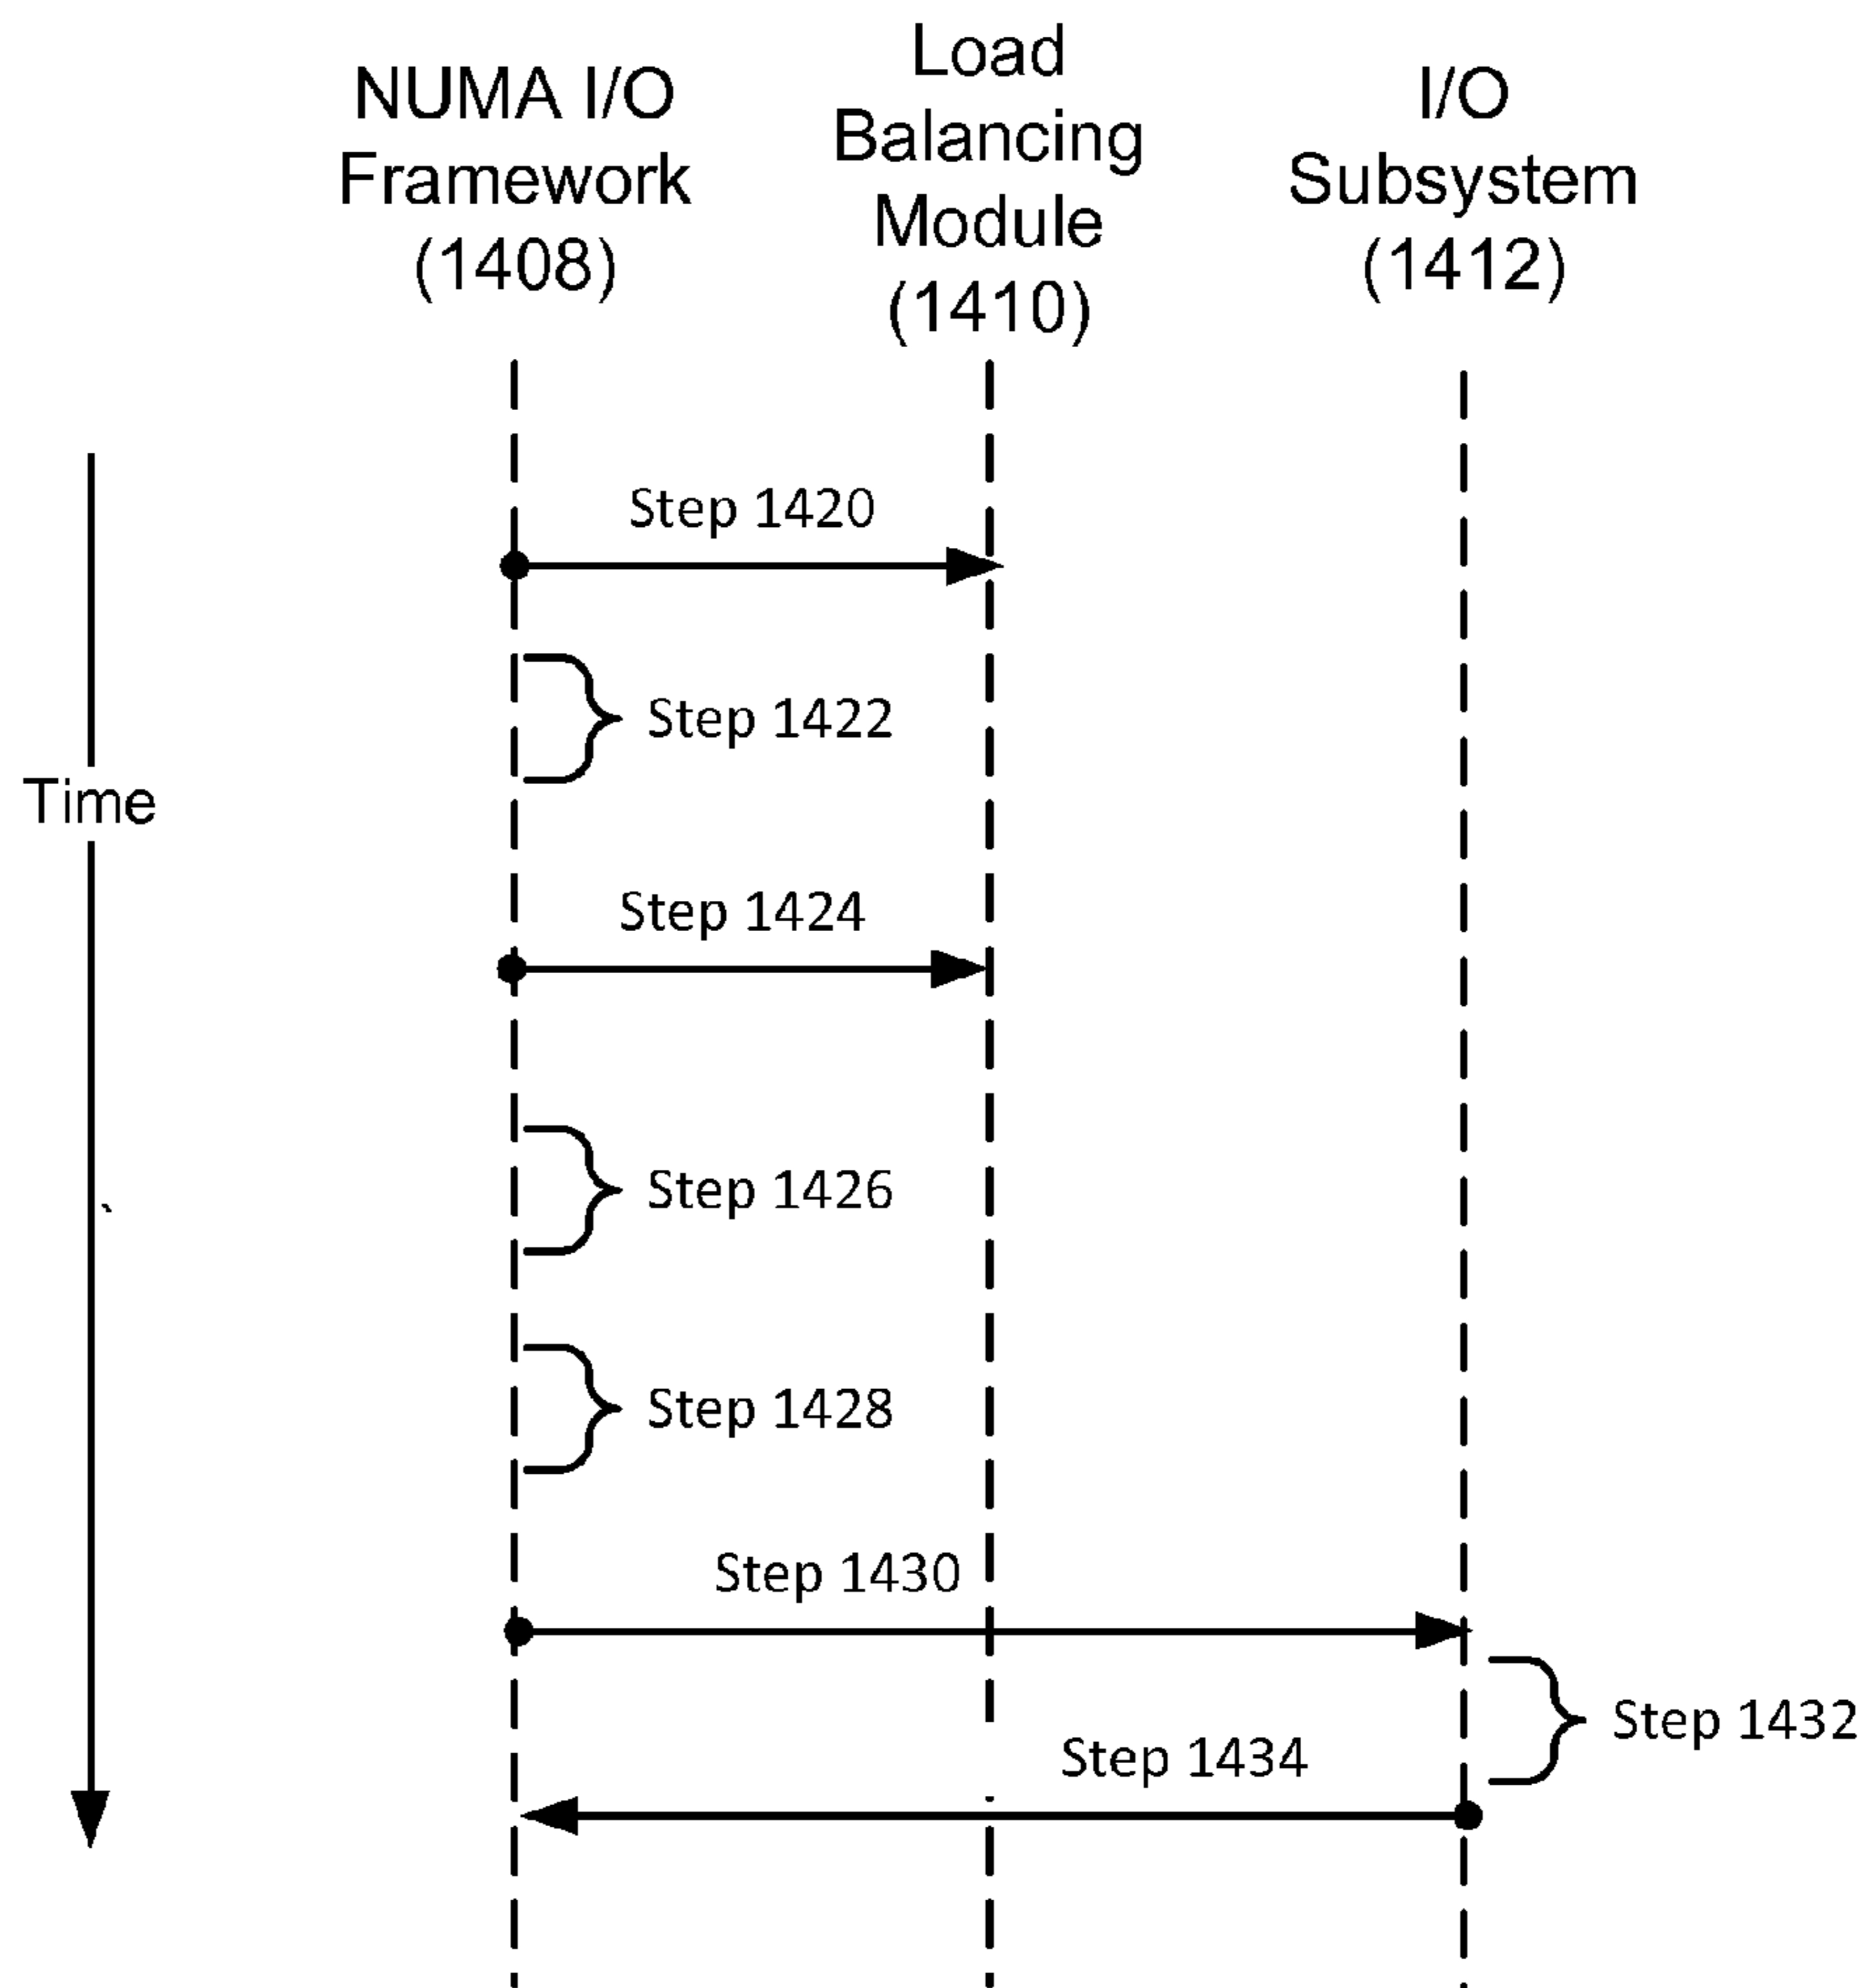 NUMA I/O
Framework
(1408)
Load
Balancing
Module
(1410)
I/O
Subsystem
(1412)
Step 1420
Step 1422
Time
Step 1424
Step 1426
Step 1428
Step 1430
Step 1432
Step 1434